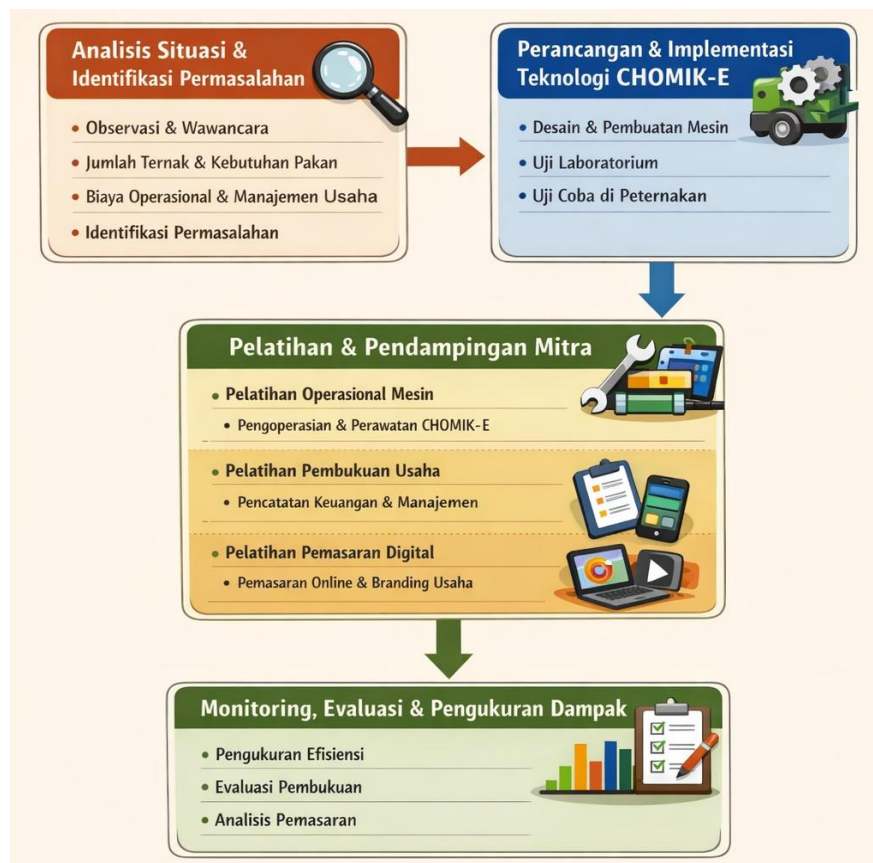 Analisis Situasi &
Identifikasi Permasalahan
• Observasi & Wawancara
• Jumlah Ternak & Kebutuhan Pakan
• Biaya Operasional & Manajemen Usaha
• Identifikasi Permasalahan
Perancangan & Implementasi
Teknologi CHOMIK-E
• Desain & Pembuatan Mesin
• Uji Laboratorium
• Uji Coba di Peternakan
Pelatihan & Pendampingan Mitra
• Pelatihan Operasional Mesin
• Pengoperasian & Perawatan CHOMIK-E
• Pelatihan Pembukuan Usaha
• Pencatatan Keuangan & Manajemen
• Pelatihan Pemasaran Digital
• Pemasaran Online & Branding Usaha
Monitoring, Evaluasi & Pengukuran Dampak
• Pengukuran Efisiensi
• Evaluasi Pembukuan
• Analisis Pemasaran